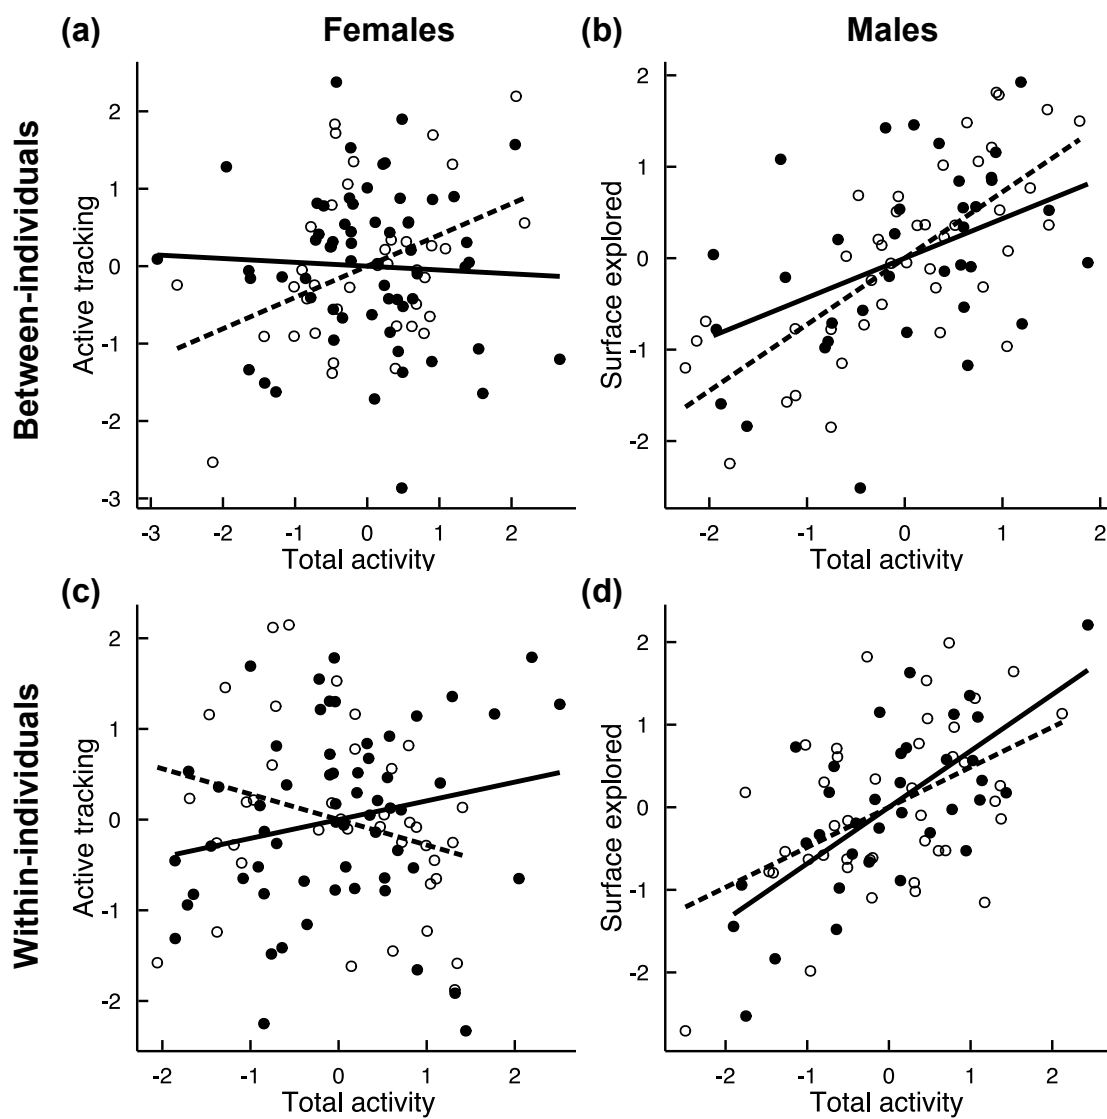 (a) Females (b) Males
Between-individuals
Active tracking
2
1
0
-1
-2
-3
-3 -2 -1 0 1 2
Total activity
Surface explored
2
1
0
-1
-2
-2 -1 0 1 2
Total activity
(c) (d)
Within-individuals
Active tracking
2
1
0
-1
-2
-2 -1 0 1 2
Total activity
Surface explored
2
1
0
-1
-2
-2 -1 0 1 2
Total activity